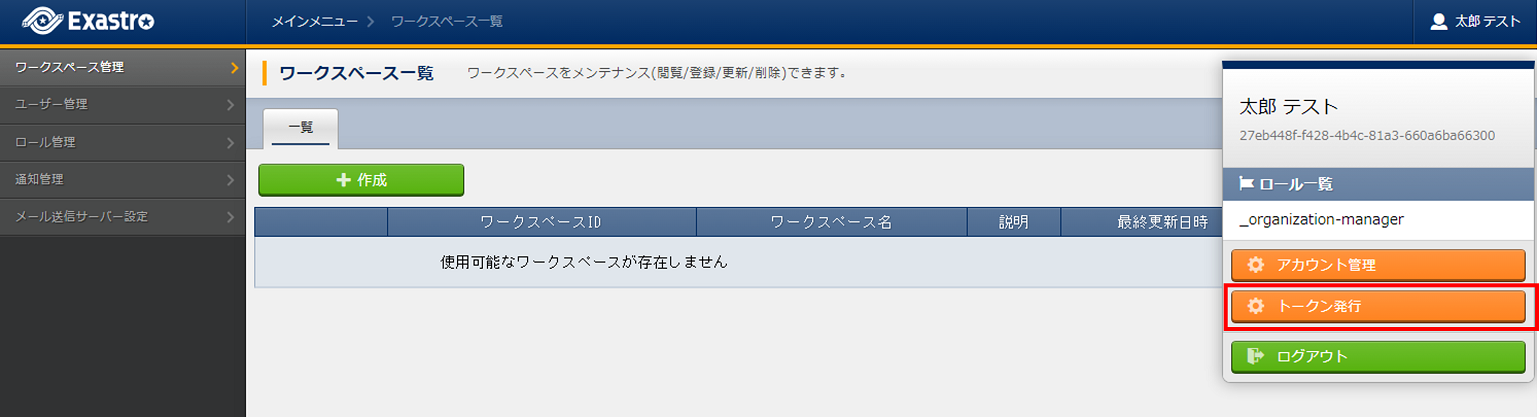 Exastro
メインメニュー
ワークスペース一覧
太郎 テスト
ワークスペース管理
ユーザー管理
ロール管理
通知管理
メール送信サーバー設定
ワークスペース一覧
ワークスペースをメンテナンス(閲覧/登録/更新/削除)できます。
一覧
作成
ワークスペースID
ワークスペース名
説明
最終更新日時
使用可能なワークスペースが存在しません
太郎 テスト
27eb448f-f428-4b4c-81a3-660a6ba66300
ロール一覧
_organization-manager
アカウント管理
トークン発行
ログアウト